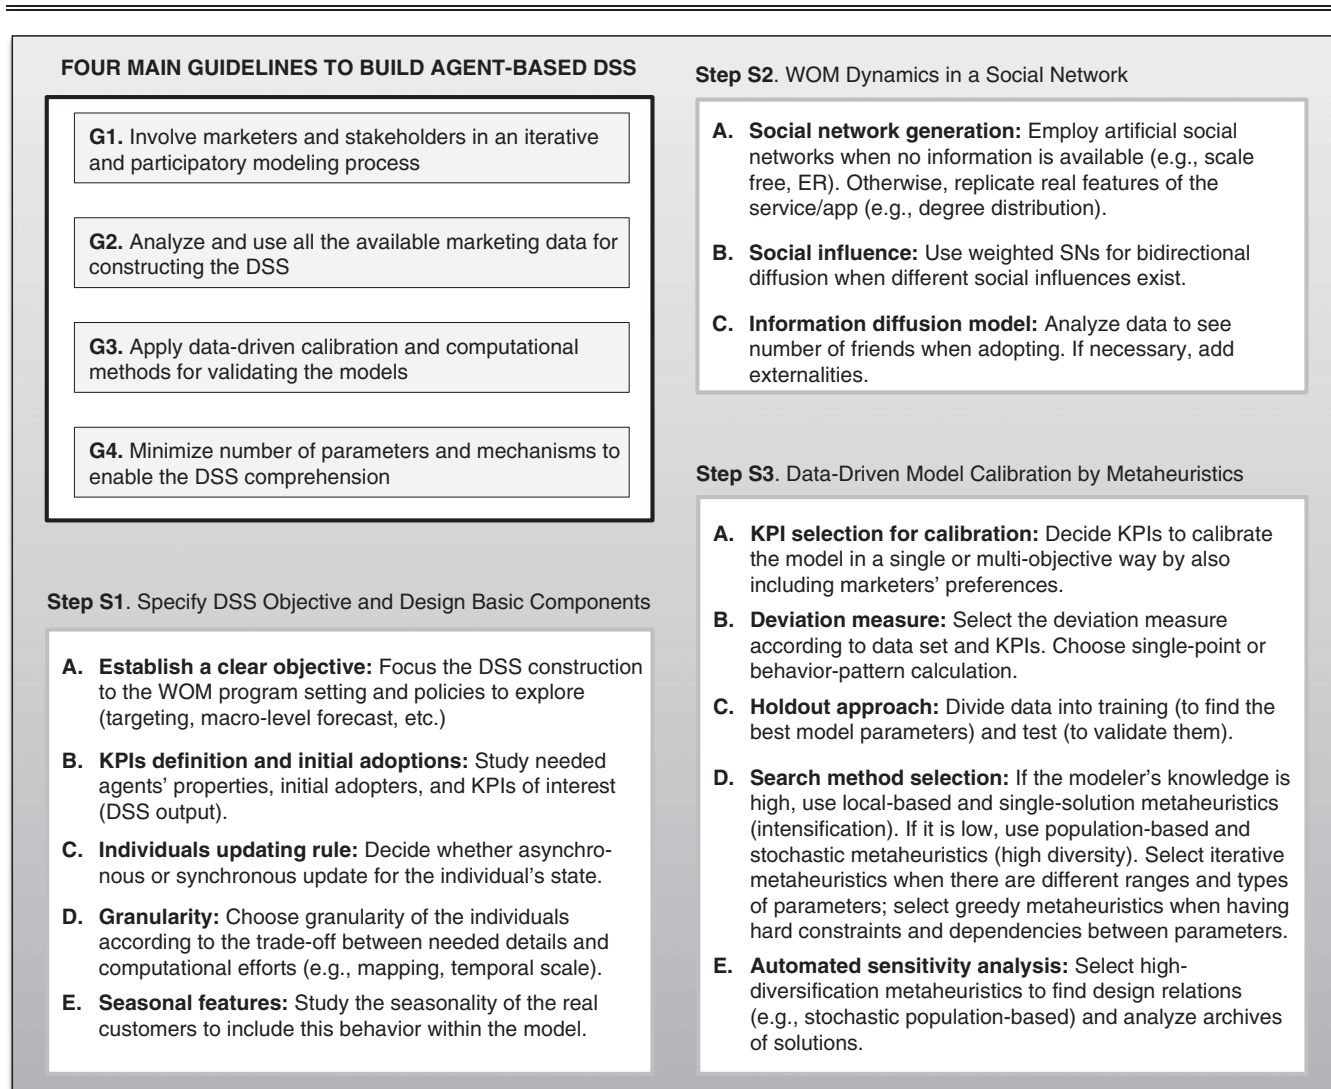 FOUR MAIN GUIDELINES TO BUILD AGENT-BASED DSS
G1. Involve marketers and stakeholders in an iterative
and participatory modeling process
G2. Analyze and use all the available marketing data for
constructing the DSS
G3. Apply data-driven calibration and computational
methods for validating the models
G4. Minimize number of parameters and mechanisms to
enable the DSS comprehension
Step S1. Specify DSS Objective and Design Basic Components
A. Establish a clear objective: Focus the DSS construction
to the WOM program setting and policies to explore
(targeting, macro-level forecast, etc.)
B. KPIs definition and initial adoptions: Study needed
agents' properties, initial adopters, and KPIs of interest
(DSS output).
C. Individuals updating rule: Decide whether asynchro-
nous or synchronous update for the individual's state.
D. Granularity: Choose granularity of the individuals
according to the trade-off between needed details and
computational efforts (e.g., mapping, temporal scale).
E. Seasonal features: Study the seasonality of the real
customers to include this behavior within the model.
Step S2. WOM Dynamics in a Social Network
A. Social network generation: Employ artificial social
networks when no information is available (e.g., scale
free, ER). Otherwise, replicate real features of the
service/app (e.g., degree distribution).
B. Social influence: Use weighted SNs for bidirectional
diffusion when different social influences exist.
C. Information diffusion model: Analyze data to see
number of friends when adopting. If necessary, add
externalities.
Step S3. Data-Driven Model Calibration by Metaheuristics
A. KPI selection for calibration: Decide KPIs to calibrate
the model in a single or multi-objective way by also
including marketers' preferences.
B. Deviation measure: Select the deviation measure
according to data set and KPIs. Choose single-point or
behavior-pattern calculation.
C. Holdout approach: Divide data into training (to find the
best model parameters) and test (to validate them).
D. Search method selection: If the modeler's knowledge is
high, use local-based and single-solution metaheuristics
(intensification). If it is low, use population-based and
stochastic metaheuristics (high diversity). Select iterative
metaheuristics when there are different ranges and types
of parameters; select greedy metaheuristics when having
hard constraints and dependencies between parameters.
E. Automated sensitivity analysis: Select high-
diversification metaheuristics to find design relations
(e.g., stochastic population-based) and analyze archives
of solutions.